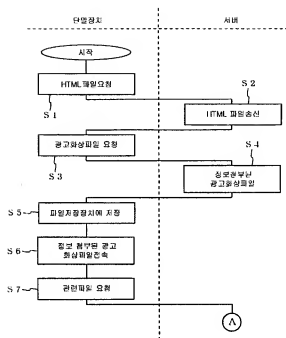 단말장치
서버
시작
HTML파일요청
S 1
S 2
HTML 파일송신
광고화상파일 요청
S 3
S 4
정보첨부된
광고화상파일
S 5
파일저장장치에 저장
S 6
정보 첨부된 광고
화상파일접속
S 7
관련파일 요청
A